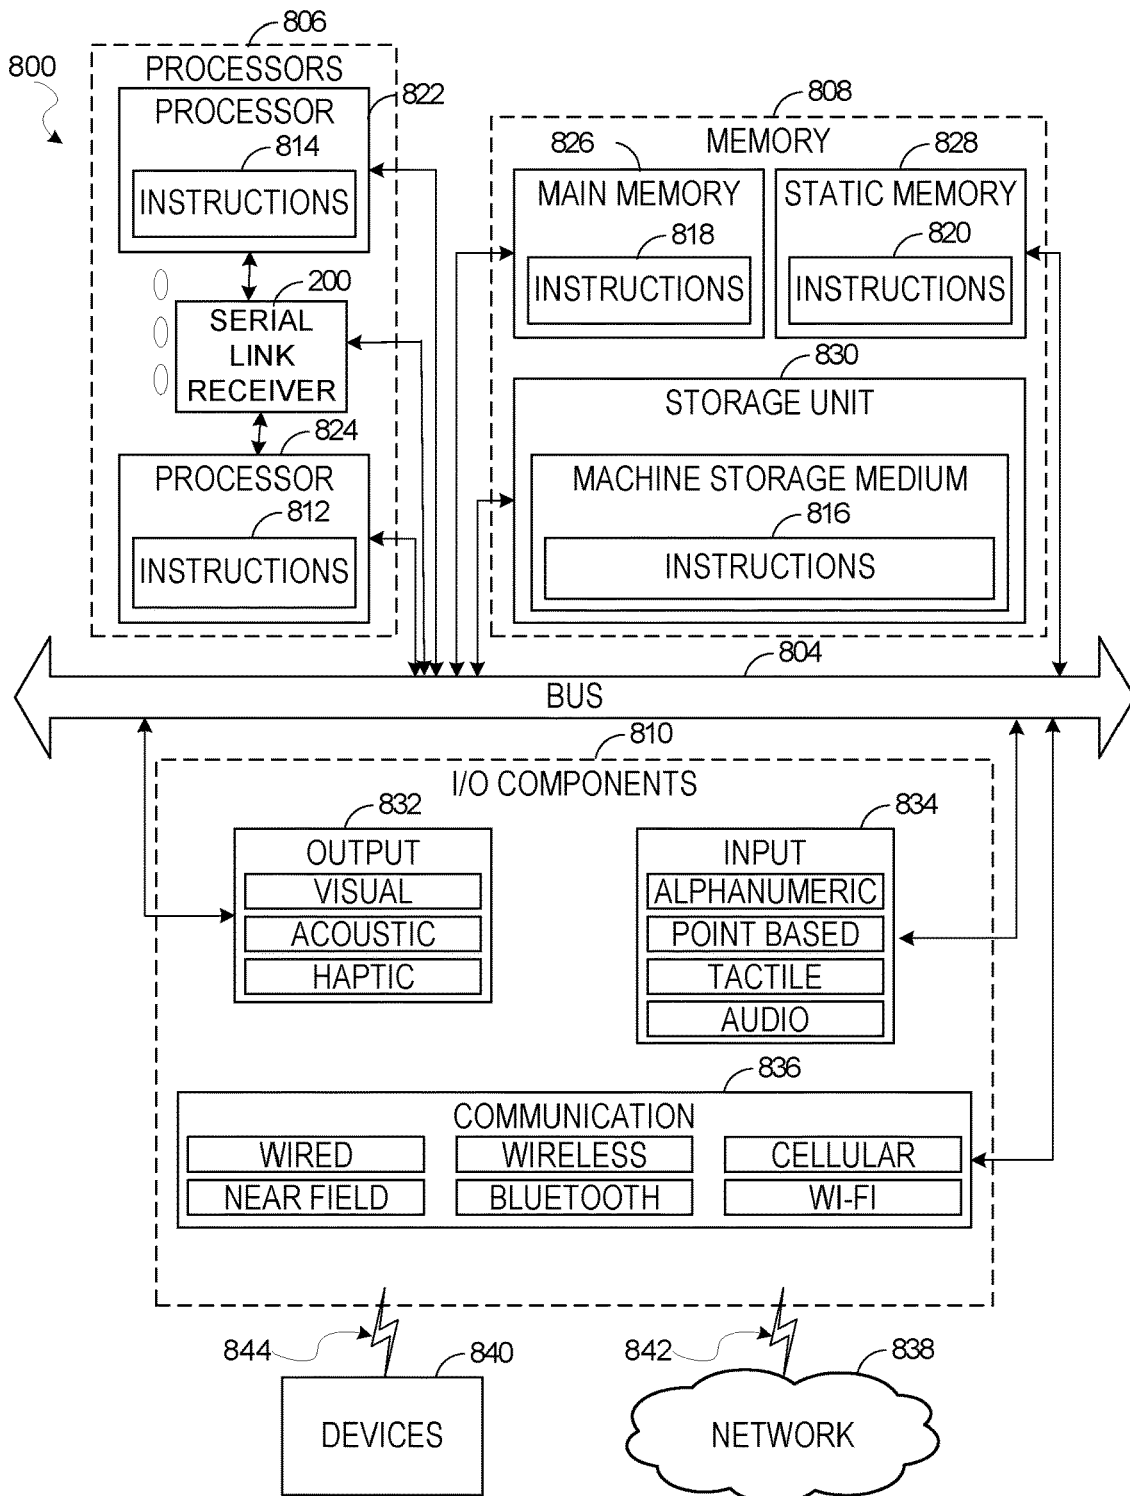 800
806
PROCESSORS
822
PROCESSOR
814
INSTRUCTIONS
200
SERIAL
LINK
RECEIVER
824
PROCESSOR
812
INSTRUCTIONS
808
MEMORY
826
MAIN MEMORY
818
INSTRUCTIONS
828
STATIC MEMORY
820
INSTRUCTIONS
830
STORAGE UNIT
MACHINE STORAGE MEDIUM
816
INSTRUCTIONS
804
BUS
810
I/O COMPONENTS
832
OUTPUT
VISUAL
ACOUSTIC
HAPTIC
834
INPUT
ALPHANUMERIC
POINT BASED
TACTILE
AUDIO
836
COMMUNICATION
WIRED
WIRELESS
CELLULAR
NEAR FIELD
BLUETOOTH
WI-FI
844
840
DEVICES
842
838
NETWORK